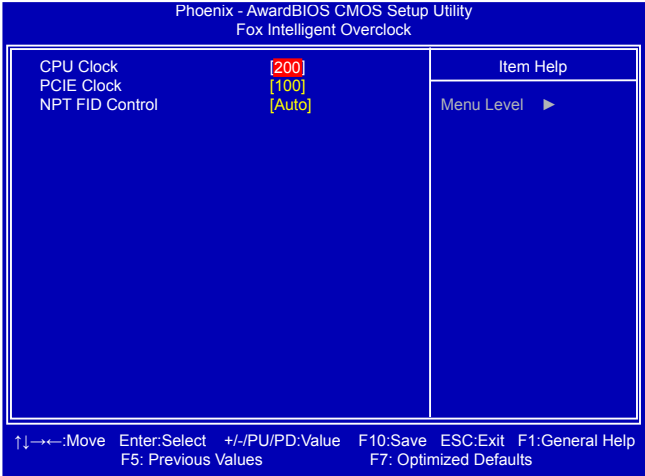 Phoenix - AwardBIOS CMOS Setup Utility
Fox Intelligent Overclock
CPU Clock [200]
PCIE Clock [100]
NPT FID Control [Auto]
Item Help
Menu Level ►
↑↓→←:Move Enter:Select +/-/PU/PD:Value F10:Save ESC:Exit F1:General Help
F5: Previous Values F7: Optimized Defaults